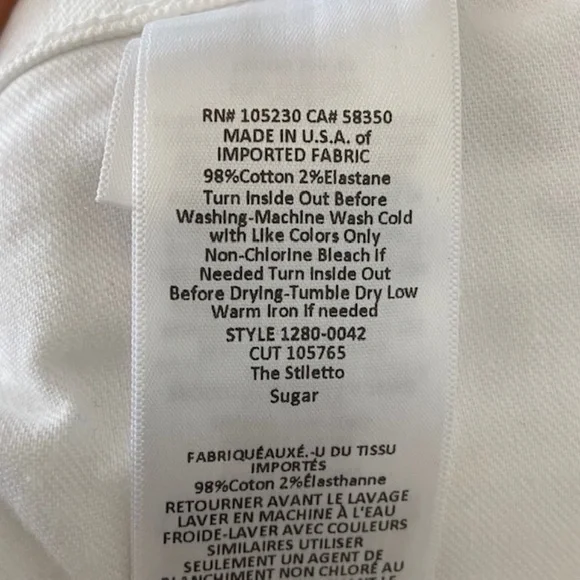 RN# 105230 CA# 58350
MADE IN U.S.A. of
IMPORTED FABRIC
98%Cotton 2%Elastane
Turn Inside Out Before
Washing-Machine Wash Cold
with Like Colors Only
Non-Chlorine Bleach If
Needed Turn Inside Out
Before Drying-Tumble Dry Low
Warm Iron If needed
STYLE 1280-0042
CUT 105765
The Stiletto
Sugar
FABRIQUÉAUXÉ.-U DU TISSU
IMPORTÉS
98%Coton 2%Élasthanne
RETOURNER AVANT LE LAVAGE
LAVER EN MACHINE À L'EAU
FROIDE-LAVER AVEC COULEURS
SIMILAIRES UTILISER
SEULEMENT UN AGENT DE
BLANCHIMENT NON CHLORÉ AU